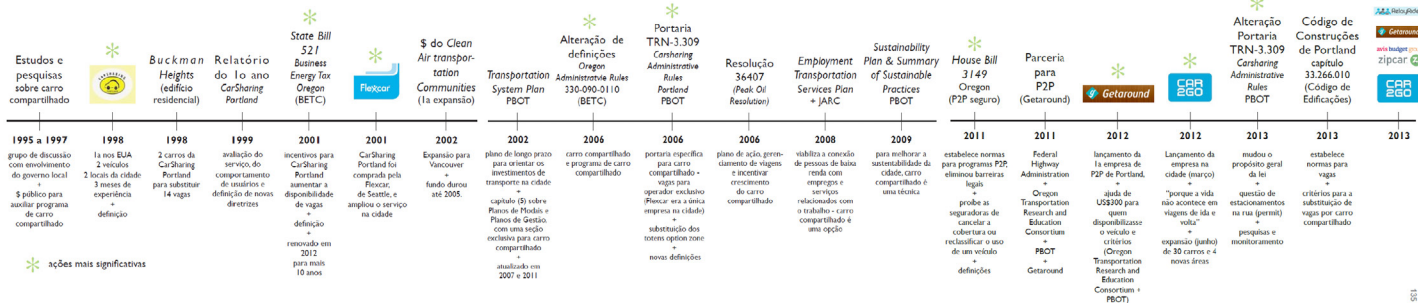 Estudos e
pesquisas
sobre carro
compartilhado
1995 a 1997
grupo de discussão
com envolvimento
do governo local
+
$ público para
auxiliar programa
de carro
compartilhado
CARSHARING
1998
1a nos EUA
2 veículos
2 locais da cidade
3 meses de
experiência
+
definição
Buckman
Heights
(edifício
residencial)
1998
2 carros da
CarSharing
Portland
para substituir
14 vagas
Relatório
do 1o ano
CarSharing
Portland
1999
avaliação do
serviço, do
comportamento
de usuários e
definição de novas
diretrizes
State Bill
521
Business
Energy Tax
Oregon
(BETC)
2001
incentivos para
CarSharing
Portland
aumentar a
disponibilidade
de vagas
+
definição
+
renovado em
2012
para mais
10 anos
Flexcar
2001
CarSharing
Portland foi
comprada pela
Flexcar,
de Seattle, e
ampliou o serviço
na cidade
$ do Clean
Air transpor-
tation
Communities
(1a expansão)
2002
Expansão para
Vancouver
+
fundo durou
até 2005.
Transportation
System Plan
PBOT
2002
plano de longo prazo
para orientar os
investimentos de
transporte na cidade
+
capítulo (5) sobre
Planos de Modais e
Planos de Gestão,
com uma seção
exclusiva para carro
compartilhado
+
atualizado em
2007 e 2011
Alteração de
definições
Oregon
Administrative Rules
330-090-0110
(BETC)
2006
carro compartilhado
e programa de carro
compartilhado
Portaria
TRN-3.309
Carsharing
Administrative
Rules
Portland
PBOT
2006
portaria específica
para carro
compartilhado -
vagas para
operador exclusivo
(Flexcar era a única
empresa na cidade)
+
substituição dos
totens option zone
+
novas definições
Resolução
36407
(Peak Oil
Resolution)
2006
plano de ação, geren-
ciamento de viagens
e incentivar
crescimento
do carro
compartilhado
Employment
Transportation
Services Plan
+ JARC
2008
viabiliza a conexão
de pessoas de baixa
renda com
empregos e
serviços
relacionados com
o trabalho - carro
compartilhado é
uma opção
Sustainability
Plan & Summary
of Sustainable
Practices
PBOT
2009
para melhorar a
sustentabilidade da
cidade, carro
compartilhado é
uma técnica
House Bill
3149
Oregon
(P2P seguro)
2011
estabelece normas
para programas P2P,
eliminou barreiras
legais
+
proíbe as
seguradoras de
cancelar a
cobertura ou
reclassificar o uso
de um veículo
+
definições
Parceria
para
P2P
(Getaround)
2011
Federal
Highway
Administration
+
Oregon
Transportation
Research and
Education
Consortium
+
PBOT
+
Getaround
Getaround
2012
lançamento da
1a empresa de
P2P de Portland,
+
ajuda de
US$300 para
quem
disponibilizasse
o veículo e
critérios
(Oregon
Transportation
Research and
Education
Consortium +
PBOT)
CAR
2GO
2012
Lançamento da
empresa na
cidade (março)
+
"porque a vida
não acontece em
viagens de ida e
volta"
+
expansão (junho)
de 30 carros e 4
novas áreas
Alteração
Portaria
TRN-3.309
Carsharing
Administrative
Rules
PBOT
2013
mudou o
propósito geral
da lei
+
questão de
estacionamentos
na rua (permit)
+
pesquisas e
monitoramento
Código de
Construções
de Portland
capítulo
33.266.010
(Código de
Edificações)
2013
estabelece
normas para
vagas
+
critérios para a
substituição de
vagas por carro
compartilhado
RelayRides
Getaround
avis budget
zipcar
CAR
2GO
2013
ações mais significativas
135